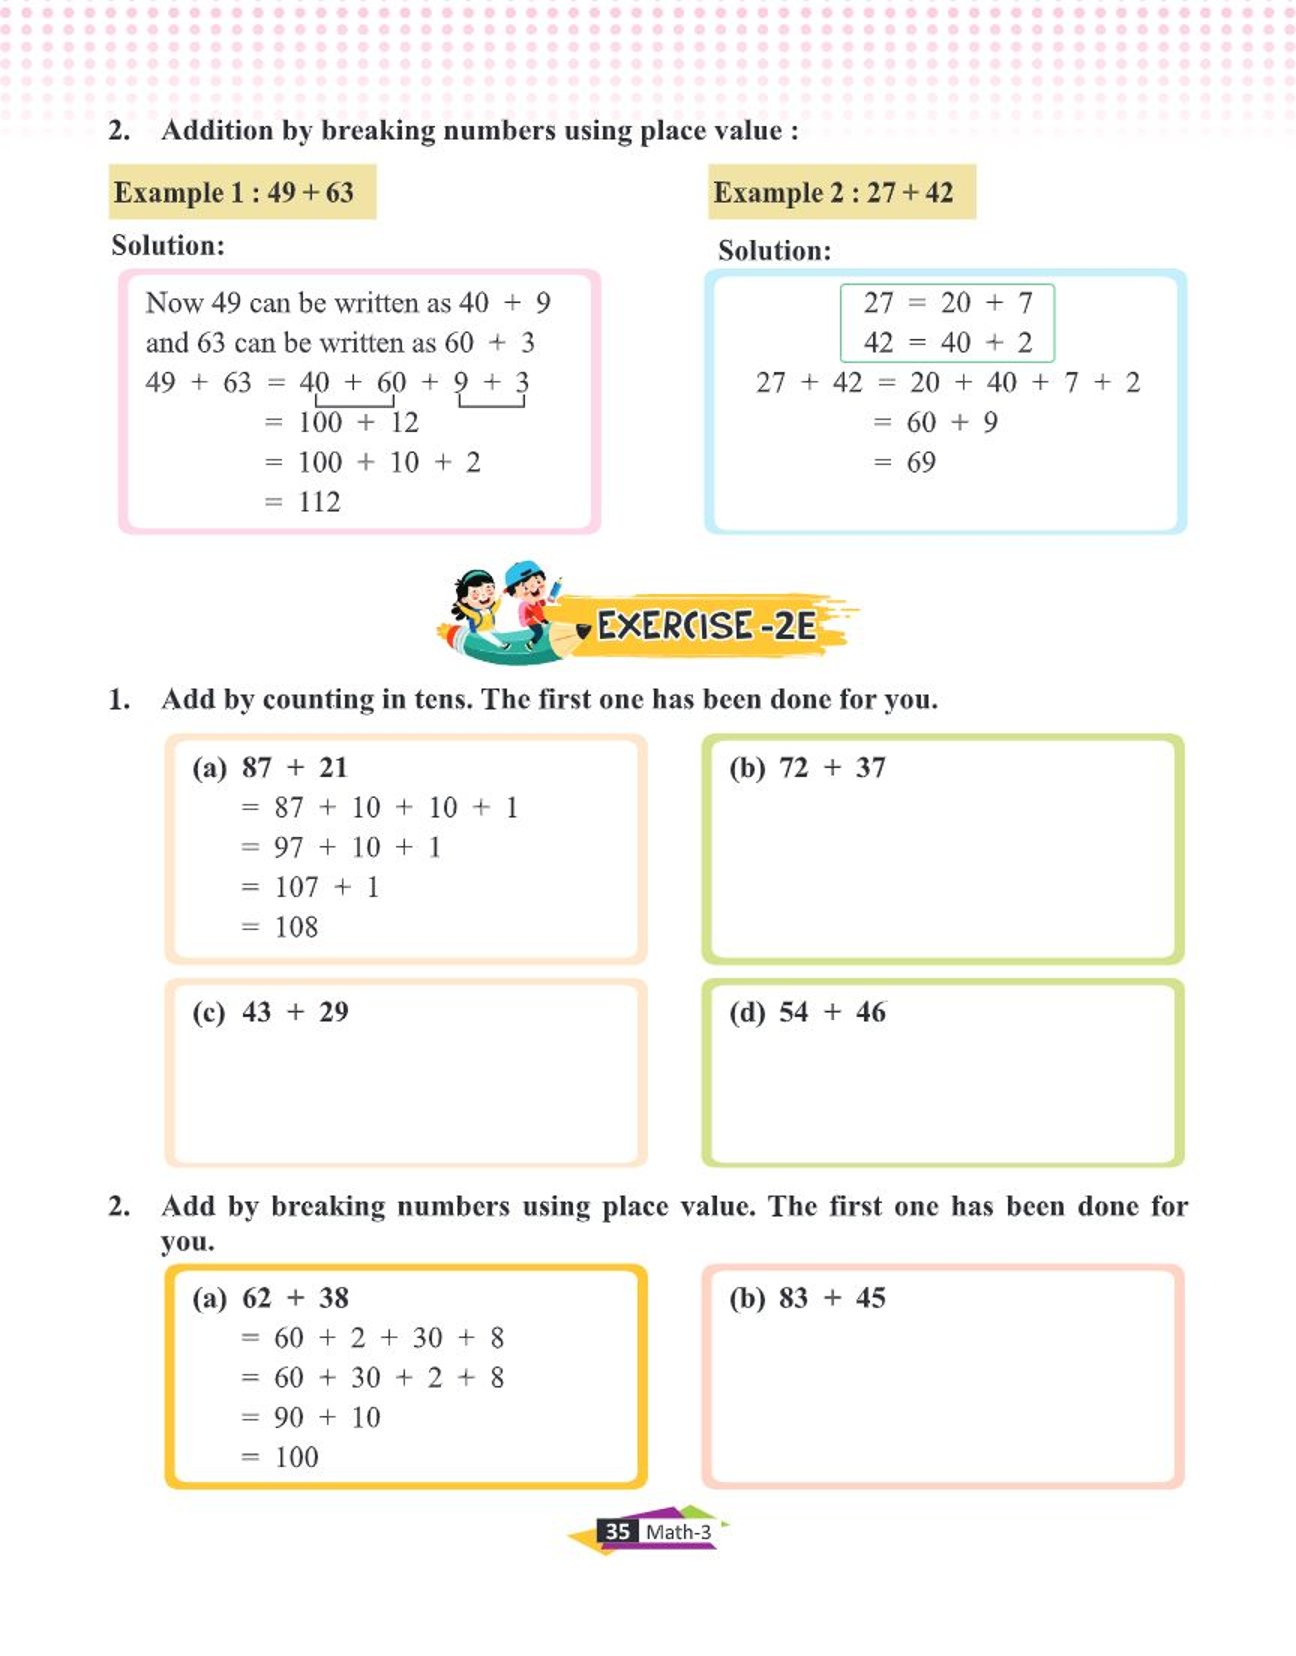 2. Addition by breaking numbers using place value :
Example 1 : 49 + 63
Solution:
Now 49 can be written as 40 + 9
and 63 can be written as 60 + 3
49 + 63 = 40 + 60 + 9 + 3
= 100 + 12
= 100 + 10 + 2
= 112
Example 2 : 27 + 42
Solution:
27 = 20 + 7
42 = 40 + 2
27 + 42 = 20 + 40 + 7 + 2
= 60 + 9
= 69
EXERCISE -2E
1. Add by counting in tens. The first one has been done for you.
(a) 87 + 21
= 87 + 10 + 10 + 1
= 97 + 10 + 1
= 107 + 1
= 108
(b) 72 + 37
(c) 43 + 29
(d) 54 + 46
2. Add by breaking numbers using place value. The first one has been done for
you.
(a) 62 + 38
= 60 + 2 + 30 + 8
= 60 + 30 + 2 + 8
= 90 + 10
= 100
(b) 83 + 45
35 Math-3